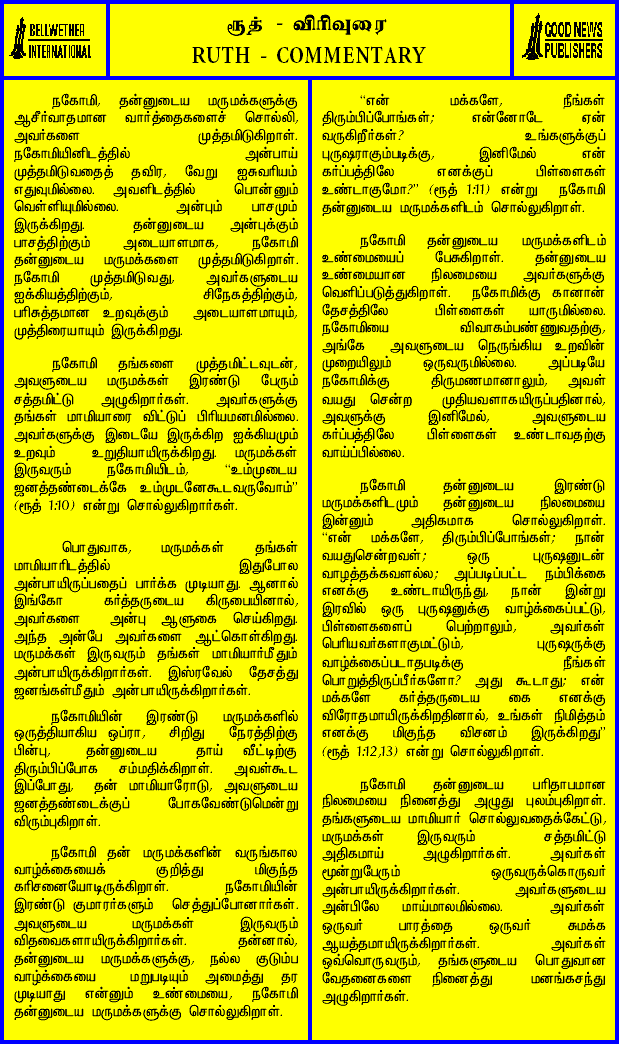 BELLWETHER
INTERNATIONAL
ரூத் - விரிவுரை
RUTH - COMMENTARY
GOOD NEWS
PUBLISHERS
நகோமி, தன்னுடைய மருமக்களுக்கு
ஆசீர்வாதமான வார்த்தைகளைச் சொல்லி,
அவர்களை முத்தமிடுகிறாள்.
நகோமியினிடத்தில் அன்பாய்
முத்தமிடுவதைத் தவிர, வேறு ஐசுவரியம்
எதுவுமில்லை. அவளிடத்தில் பொன்னும்
வெள்ளியுமில்லை. அன்பும் பாசமும்
இருக்கிறது. தன்னுடைய அன்புக்கும்
பாசத்திற்கும் அடையாளமாக, நகோமி
தன்னுடைய மருமக்களை முத்தமிடுகிறாள்.
நகோமி முத்தமிடுவது, அவர்களுடைய
ஐக்கியத்திற்கும், சிநேகத்திற்கும்,
பரிசுத்தமான உறவுக்கும் அடையாளமாயும்,
முத்திரையாயும் இருக்கிறது.
நகோமி தங்களை முத்தமிட்டவுடன்,
அவளுடைய மருமக்கள் இரண்டு பேரும்
சத்தமிட்டு அழுகிறார்கள். அவர்களுக்கு
தங்கள் மாமியாரை விட்டுப் பிரியமனமில்லை.
அவர்களுக்கு இடையே இருக்கிற ஐக்கியமும்
உறவும் உறுதியாயிருக்கிறது. மருமக்கள்
இருவரும் நகோமியிடம், "உம்முடைய
ஜனத்தண்டைக்கே உம்முடனேகூடவருவோம்"
(ரூத் 1:10) என்று சொல்லுகிறார்கள்.
பொதுவாக, மருமக்கள் தங்கள்
மாமியாரிடத்தில் இதுபோல
அன்பாயிருப்பதைப் பார்க்க முடியாது. ஆனால்
இங்கோ கர்த்தருடைய கிருபையினால்,
அவர்களை அன்பு ஆளுகை செய்கிறது.
அந்த அன்பே அவர்களை ஆட்கொள்கிறது.
மருமக்கள் இருவரும் தங்கள் மாமியார்மீதும்
அன்பாயிருக்கிறார்கள். இஸ்ரவேல் தேசத்து
ஜனங்கள்மீதும் அன்பாயிருக்கிறார்கள்.
நகோமியின் இரண்டு மருமக்களில்
ஒருத்தியாகிய ஒப்ரா, சிறிது நேரத்திற்கு
பின்பு, தன்னுடைய தாய் வீட்டிற்கு
திரும்பிப்போக சம்மதிக்கிறாள். அவள்கூட
இப்போது, தன் மாமியாரோடு, அவளுடைய
ஜனத்தண்டைக்குப் போகவேண்டுமென்று
விரும்புகிறாள்.
நகோமி தன் மருமக்களின் வருங்கால
வாழ்க்கையைக் குறித்து மிகுந்த
கரிசனையோடிருக்கிறாள். நகோமியின்
இரண்டு குமாரர்களும் செத்துப்போனார்கள்.
அவளுடைய மருமக்கள் இருவரும்
விதவைகளாயிருக்கிறார்கள். தன்னால்,
தன்னுடைய மருமக்களுக்கு, நல்ல குடும்ப
வாழ்க்கையை மறுபடியும் அமைத்து தர
முடியாது என்னும் உண்மையை, நகோமி
தன்னுடைய மருமக்களுக்கு சொல்லுகிறாள்.
"என் மக்களே, நீங்கள்
திரும்பிப்போங்கள்; என்னோடே ஏன்
வருகிறீர்கள்? உங்களுக்குப்
புருஷராகும்படிக்கு, இனிமேல் என்
கர்ப்பத்திலே எனக்குப் பிள்ளைகள்
உண்டாகுமோ?" (ரூத் 1:11) என்று நகோமி
தன்னுடைய மருமக்களிடம் சொல்லுகிறாள்.
நகோமி தன்னுடைய மருமக்களிடம்
உண்மையைப் பேசுகிறாள். தன்னுடைய
உண்மையான நிலமையை அவர்களுக்கு
வெளிப்படுத்துகிறாள். நகோமிக்கு கானான்
தேசத்திலே பிள்ளைகள் யாருமில்லை.
நகோமியை விவாகம்பண்ணுவதற்கு,
அங்கே அவளுடைய நெருங்கிய உறவின்
முறையிலும் ஒருவருமில்லை. அப்படியே
நகோமிக்கு திருமணமானாலும், அவள்
வயது சென்ற முதியவளாகயிருப்பதினால்,
அவளுக்கு இனிமேல், அவளுடைய
கர்ப்பத்திலே பிள்ளைகள் உண்டாவதற்கு
வாய்ப்பில்லை.
நகோமி தன்னுடைய இரண்டு
மருமக்களிடமும் தன்னுடைய நிலமையை
இன்னும் அதிகமாக சொல்லுகிறாள்.
"என் மக்களே, திரும்பிப்போங்கள்; நான்
வயதுசென்றவள்; ஒரு புருஷனுடன்
வாழத்தக்கவளல்ல; அப்படிப்பட்ட நம்பிக்கை
எனக்கு உண்டாயிருந்து, நான் இன்று
இரவில் ஒரு புருஷனுக்கு வாழ்க்கைப்பட்டு,
பிள்ளைகளைப் பெற்றாலும், அவர்கள்
பெரியவர்களாகுமட்டும், புருஷருக்கு
வாழ்க்கைப்படாதபடிக்கு நீங்கள்
பொறுத்திருப்பீர்களோ? அது கூடாது; என்
மக்களே கர்த்தருடைய கை எனக்கு
விரோதமாயிருக்கிறதினால், உங்கள் நிமித்தம்
எனக்கு மிகுந்த விசனம் இருக்கிறது"
(ரூத் 1:12,13) என்று சொல்லுகிறாள்.
நகோமி தன்னுடைய பரிதாபமான
நிலமையை நினைத்து அழுது புலம்புகிறாள்.
தங்களுடைய மாமியார் சொல்லுவதைக்கேட்டு,
மருமக்கள் இருவரும் சத்தமிட்டு
அதிகமாய் அழுகிறார்கள். அவர்கள்
மூன்றுபேரும் ஒருவருக்கொருவர்
அன்பாயிருக்கிறார்கள். அவர்களுடைய
அன்பிலே மாய்மாலமில்லை. அவர்கள்
ஒருவர் பாரத்தை ஒருவர் சுமக்க
ஆயத்தமாயிருக்கிறார்கள். அவர்கள்
ஒவ்வொருவரும், தங்களுடைய பொதுவான
வேதனைகளை நினைத்து மனங்கசந்து
அழுகிறார்கள்.